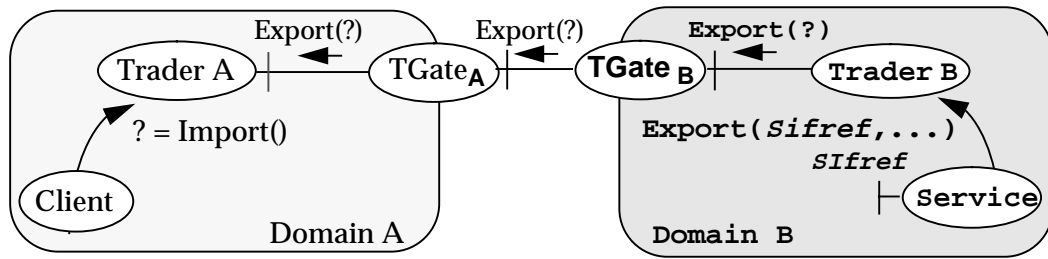 Export(?)
Export(?)
Export(?)
Trader A
TGateA
TGate B
Trader B
? = Import()
Export(Sifref,...)
SIfref
Client
Service
Domain A
Domain B